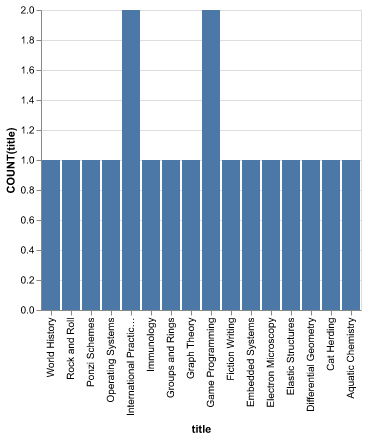 2.0
1.8
1.6
1.4
1.2
1.0
0.8
0.6
0.4
0.2
0.0
COUNT(title)
World History
Rock and Roll
Ponzi Schemes
Operating Systems
International Practic…
Immunology
Groups and Rings
Graph Theory
Game Programming
Fiction Writing
Embedded Systems
Electron Microscopy
Elastic Structures
Differential Geometry
Cat Herding
Aquatic Chemistry
title